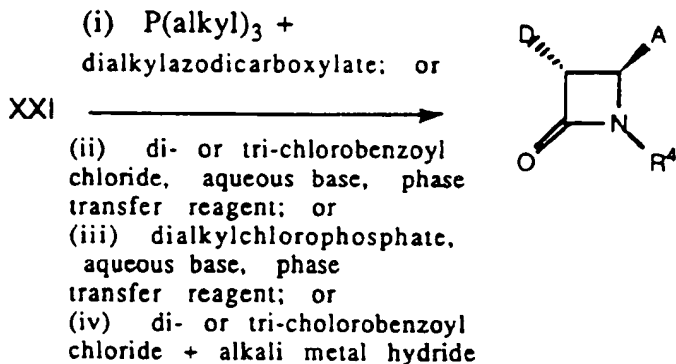 (i) P(alkyl)3 +
dialkylazodicarboxylate; or
XXI
(ii) di- or tri-chlorobenzoyl
chloride, aqueous base, phase
transfer reagent; or
(iii) dialkylchlorophosphate,
aqueous base, phase
transfer reagent; or
(iv) di- or tri-cholorobenzoyl
chloride + alkali metal hydride
D A
N
O R4